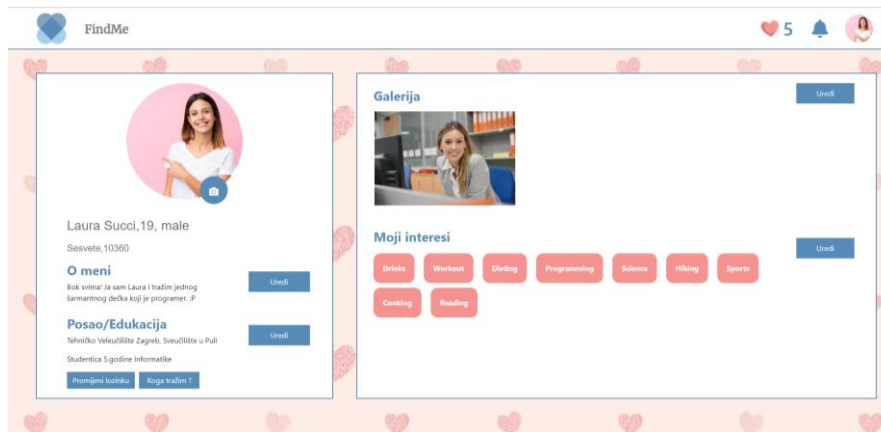 FindMe
5
Laura Succi,19, male
Sesvete,10360
O meni
Bok svima! Ja sam Laura i tražim jednog
šarmantnog dečka koji je programer. :P
Uredi
Posao/Edukacija
Tehničko Veleučilište Zagreb, Sveučilište u Puli
Uredi
Studentica 5.godine Informatike
Promijeni lozinku
Koga tražim ?
Galerija
Uredi
Moji interesi
Uredi
Drinks Workout Dieting Programming Science Hiking Sports
Cooking Reading